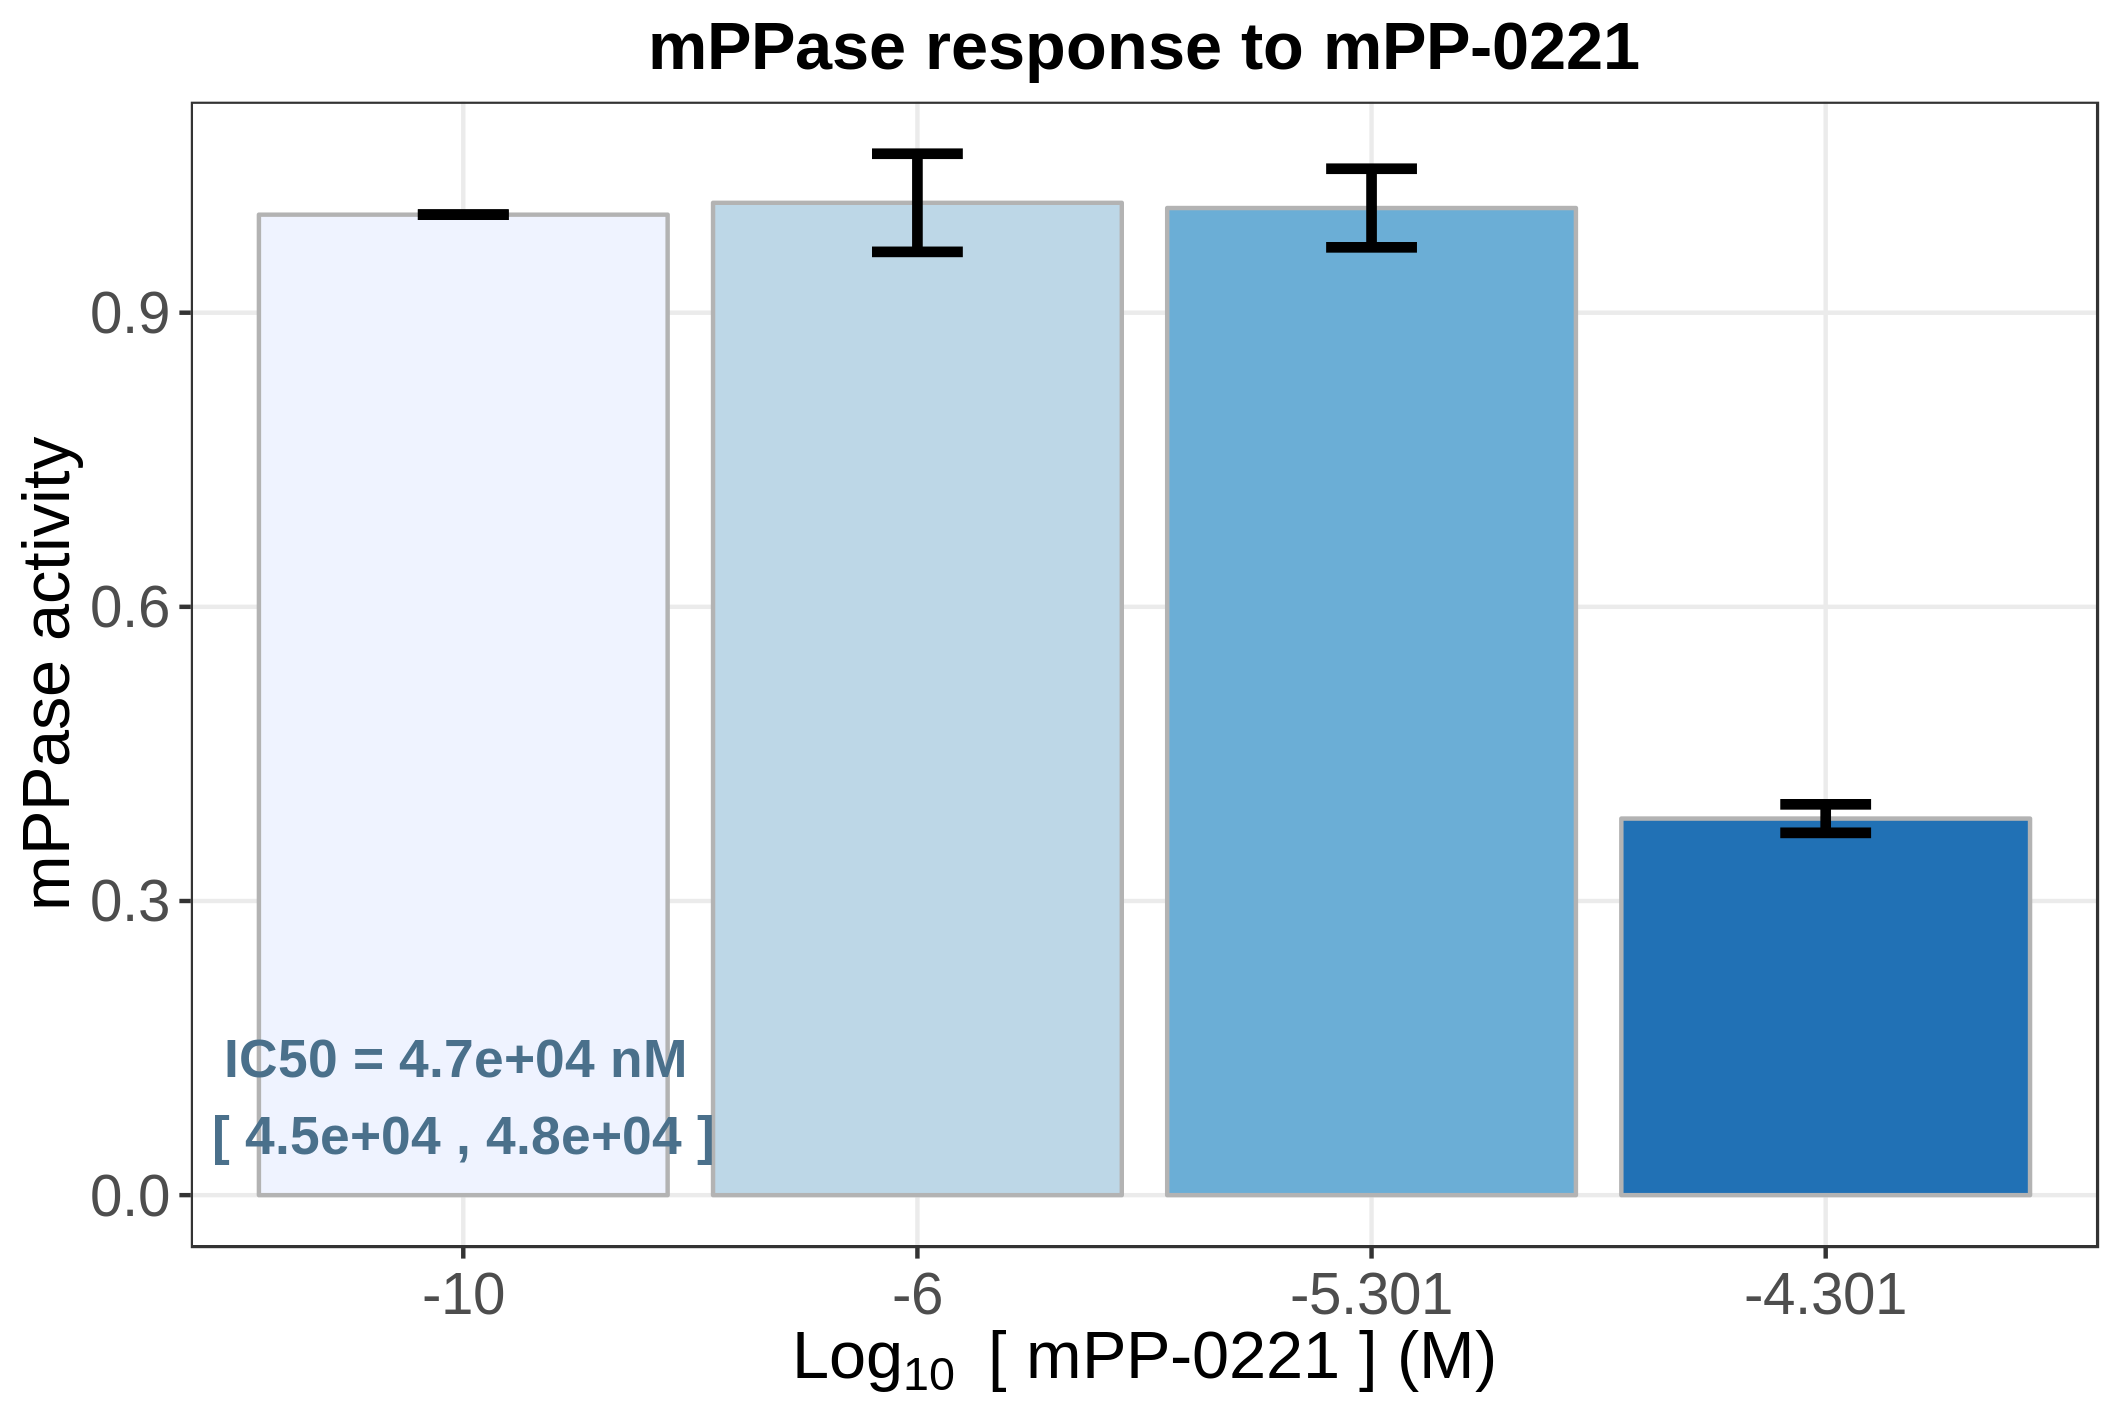 mPPase response to mPP-0221
mPPase activity
0.9
0.6
0.3
0.0
IC50 = 4.7e+04 nM
[ 4.5e+04 , 4.8e+04 ]
-10 -6 -5.301 -4.301
Log10 [ mPP-0221 ] (M)